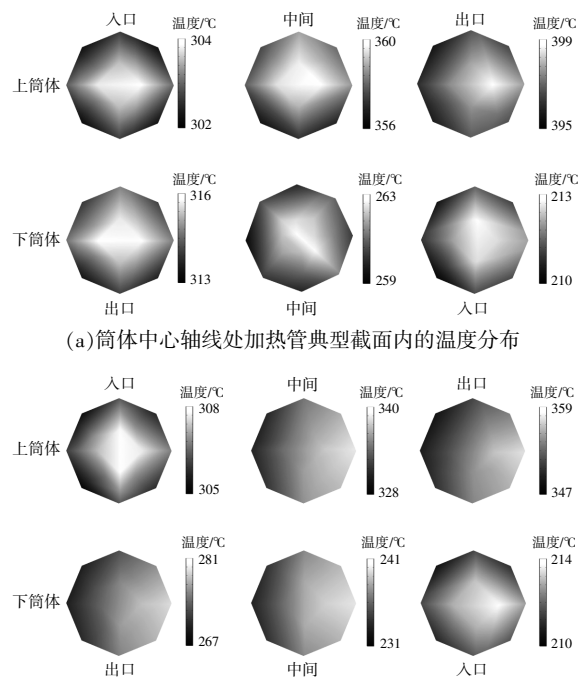 入口 中间 出口
温度/℃ 温度/℃ 温度/℃
304 360 399
上筒体
302 356 395
温度/℃ 温度/℃ 温度/℃
316 263 213
下筒体
313 259 210
出口 中间 入口
(a)筒体中心轴线处加热管典型截面内的温度分布
入口 中间 出口
温度/℃ 温度/℃ 温度/℃
308 340 359
上筒体
305 328 347
温度/℃ 温度/℃ 温度/℃
281 241 214
下筒体
267 231 210
出口 中间 入口